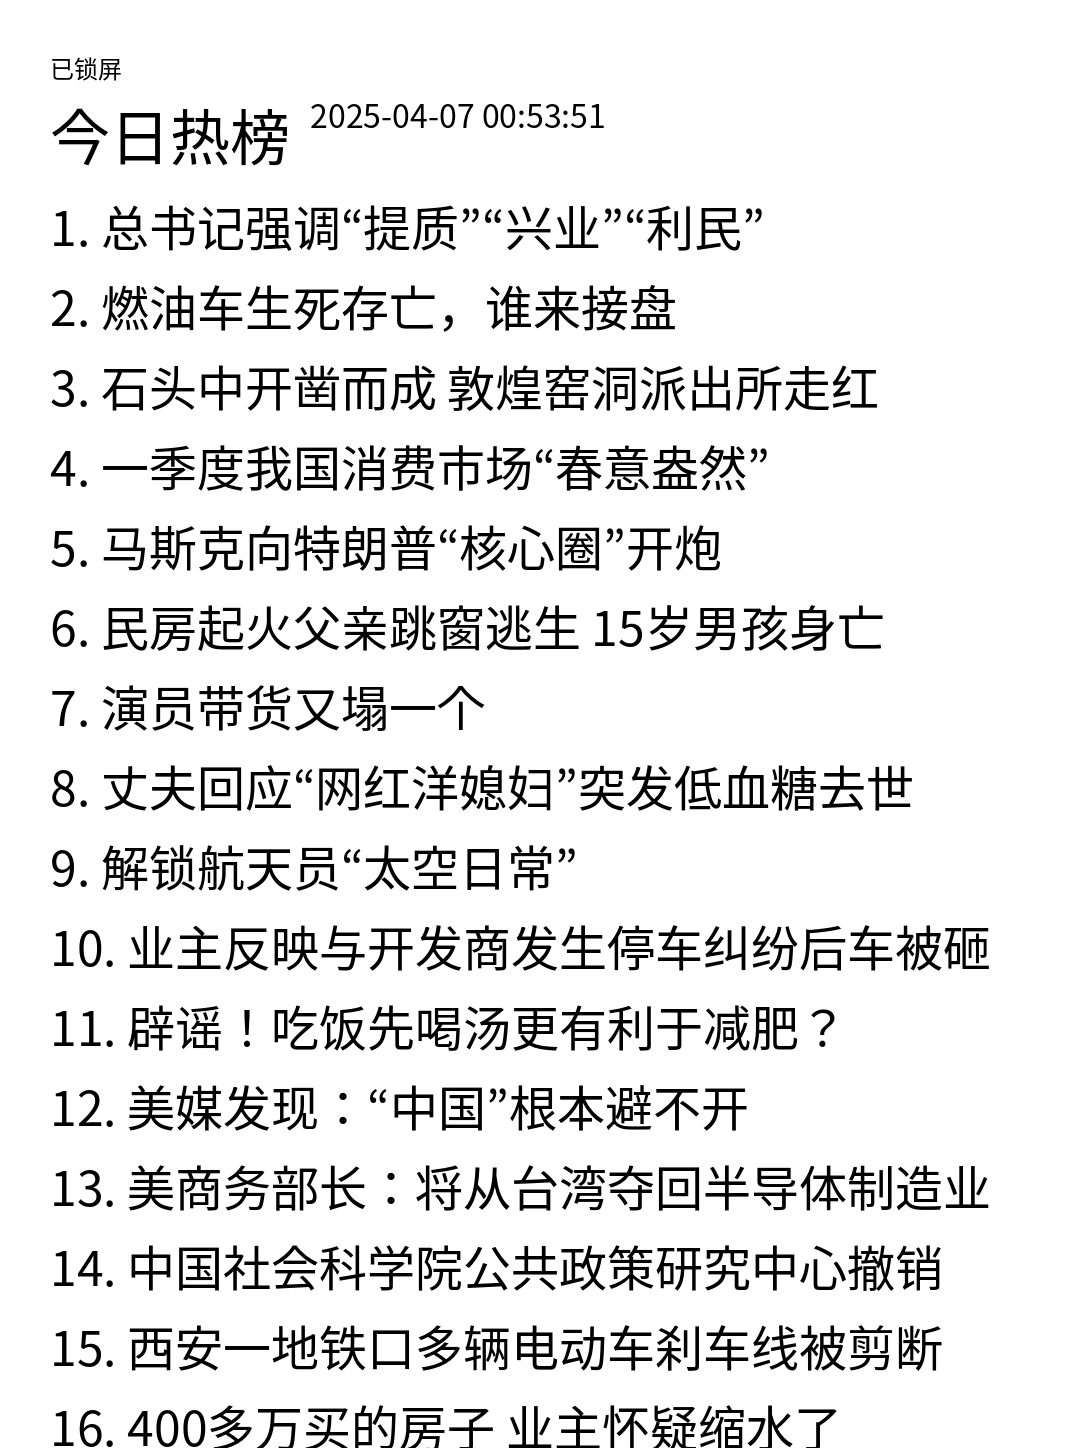 已锁屏
今日热榜 2025-04-07 00:53:51
1. 总书记强调“提质”“兴业”“利民”
2. 燃油车生死存亡，谁来接盘
3. 石头中开凿而成 敦煌窑洞派出所走红
4. 一季度我国消费市场“春意盎然”
5. 马斯克向特朗普“核心圈”开炮
6. 民房起火父亲跳窗逃生 15岁男孩身亡
7. 演员带货又塌一个
8. 丈夫回应“网红洋媳妇”突发低血糖去世
9. 解锁航天员“太空日常”
10. 业主反映与开发商发生停车纠纷后车被砸
11. 辟谣！吃饭先喝汤更有利于减肥？
12. 美媒发现：“中国”根本避不开
13. 美商务部长：将从台湾夺回半导体制造业
14. 中国社会科学院公共政策研究中心撤销
15. 西安一地铁口多辆电动车刹车线被剪断
16. 400多万买的房子 业主怀疑缩水了